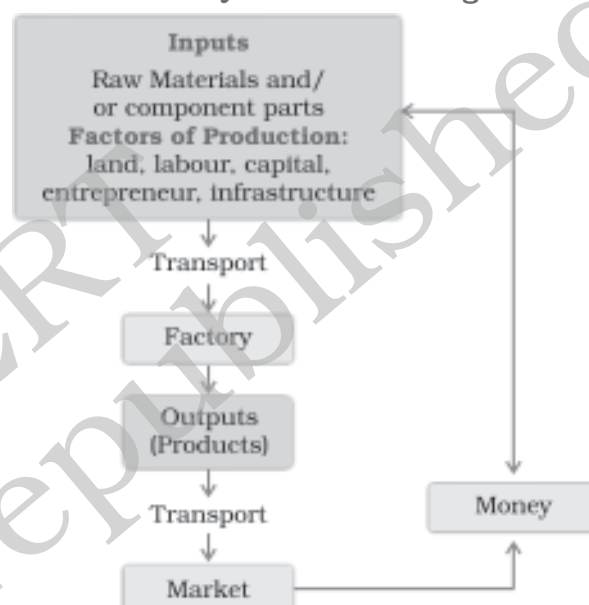 Inputs
Raw Materials and/
or component parts
Factors of Production:
land, labour, capital,
entrepreneur, infrastructure
Transport
Factory
Outputs
(Products)
Transport
Money
Market